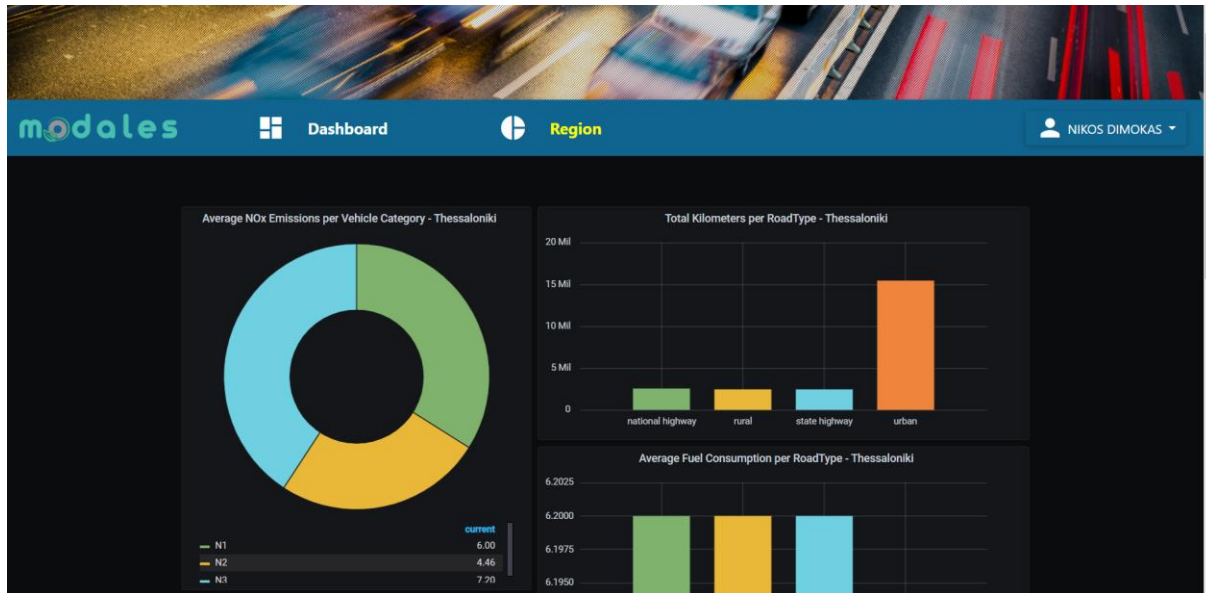 modales
Dashboard
Region
NIKOS DIMOKAS
Average NOx Emissions per Vehicle Category - Thessaloniki
current
N1 6.00
N2 4.46
N3 7.20
Total Kilometers per RoadType - Thessaloniki
20 Mil
15 Mil
10 Mil
5 Mil
0
national highway rural state highway urban
Average Fuel Consumption per RoadType - Thessaloniki
6.2025
6.2000
6.1975
6.1950